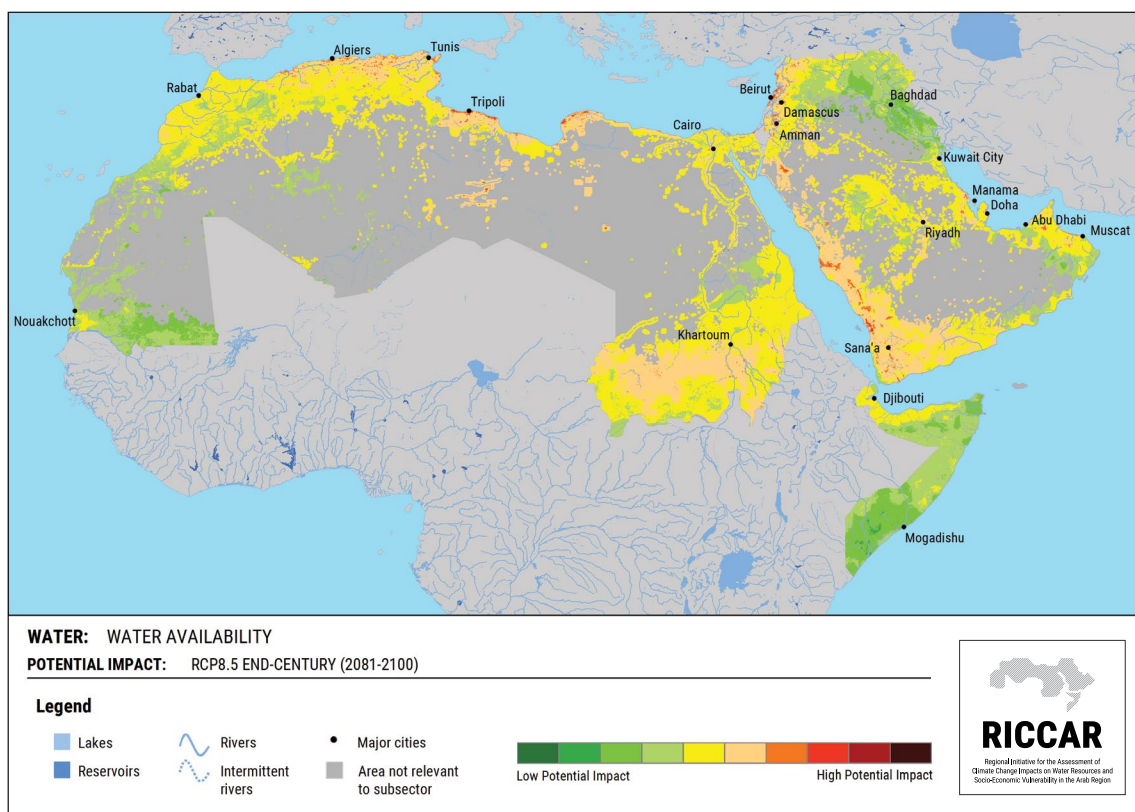 Algiers
Tunis
Rabat
Tripoli
Beirut
Damascus
Amman
Baghdad
Cairo
Kuwait City
Manama
Doha
Abu Dhabi
Muscat
Riyadh
Nouakchott
Khartoum
Sana'a
Djibouti
Mogadishu
WATER: WATER AVAILABILITY
POTENTIAL IMPACT: RCP8.5 END-CENTURY (2081-2100)
Legend
Lakes
Reservoirs
Rivers
Intermittent
rivers
Major cities
Area not relevant
to subsector
Low Potential Impact
High Potential Impact
RICCAR
Regional Initiative for the Assessment of
Climate Change Impacts on Water Resources and
Socio-Economic Vulnerability in the Arab Region